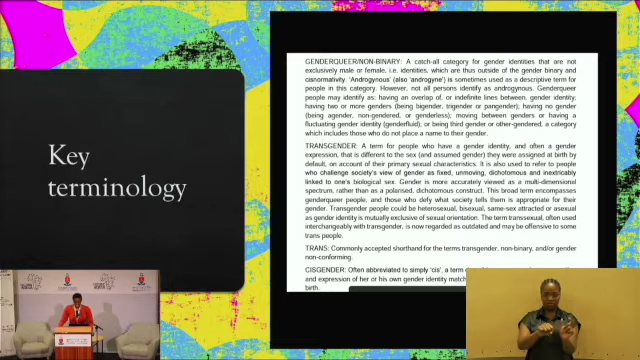 Key
terminology
GENDERQUEER/NON-BINARY: A catch-all category for gender identities that are not
exclusively male or female, i.e. identities, which are thus outside of the gender binary and
cisnormativity. 'Androgynous' (also 'androgyne') is sometimes used as a descriptive term for
people in this category. However, not all persons identify as androgynous. Genderqueer
people may identify as: having an overlap of, or indefinite lines between, gender identity;
having two or more genders (being bigender, trigender or pangender); having no gender
(being agender, non-gendered, or genderless); moving between genders or having a
fluctuating gender identity (genderfluid); or being third gender or other-gendered, a category
which includes those who do not place a name to their gender.
TRANSGENDER: A term for people who have a gender identity, and often a gender
expression, that is different to the sex (and assumed gender) they were assigned at birth by
default, on account of their primary sexual characteristics. It is also used to refer to people
who challenge society's view of gender as fixed, unmoving, dichotomous and inextricably
linked to one's biological sex. Gender is more accurately viewed as a multi-dimensional
spectrum, rather than as a polarised, dichotomous construct. This broad term encompasses
genderqueer people, and those who defy what society tells is appropriate for their
gender. Transgender people could be heterosexual, bisexual, same-sex attracted or asexual
as gender identity is mutually exclusive of sexual orientation. The term transsexual, often used
interchangeably with transgender, is now regarded as outdated and may be offensive to some
trans people.
TRANS: Commonly accepted shorthand for the terms transgender, non-binary, and/or gender
non-conforming.
CISGENDER: Often abbreviated to simply 'cis', a term
and expression of her or his own gender identity
birth.